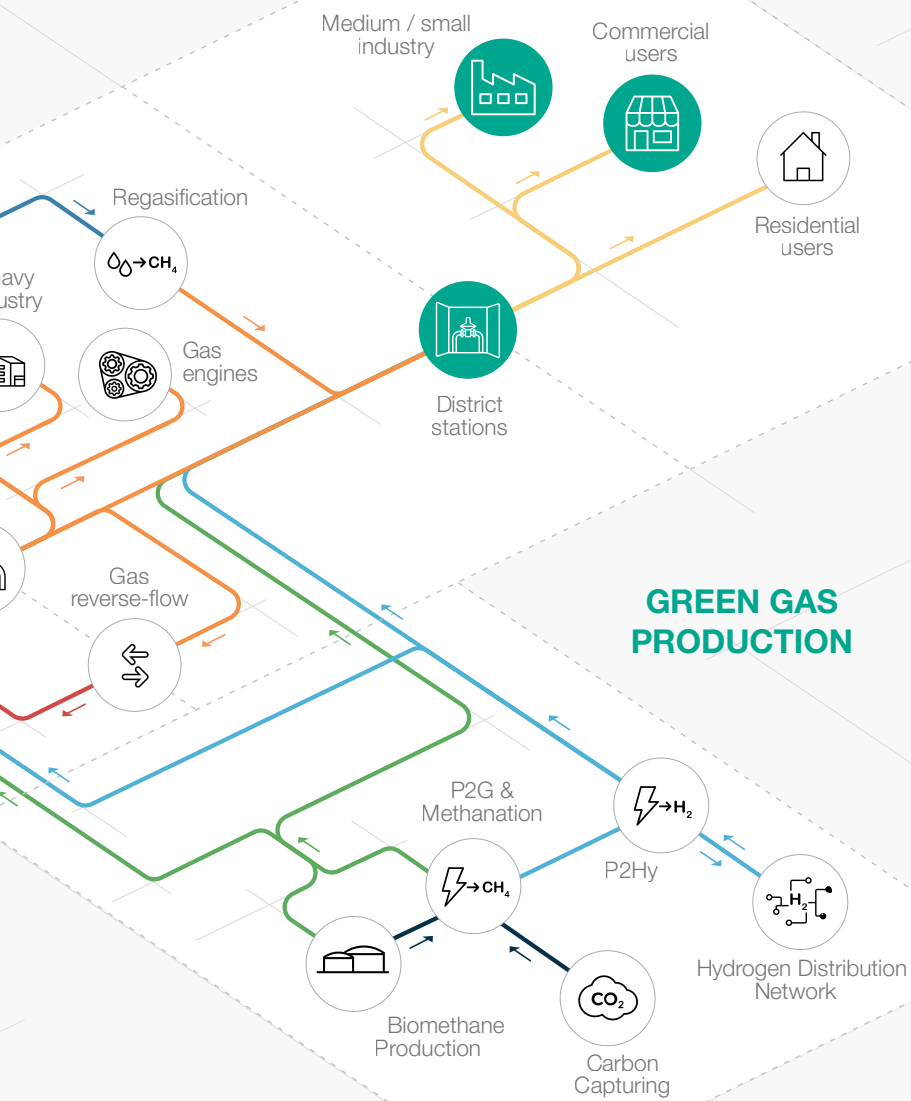 Medium / small
industry
Commercial
users
Residential
users
Regasification
→CH₄
Gas
engines
District
stations
Gas
reverse-flow
GREEN GAS
PRODUCTION
P2G &
Methanation
→CH₄
→H₂
P2Hy
H₂
Hydrogen Distribution
Network
Biomethane
Production
CO₂
Carbon
Capturing